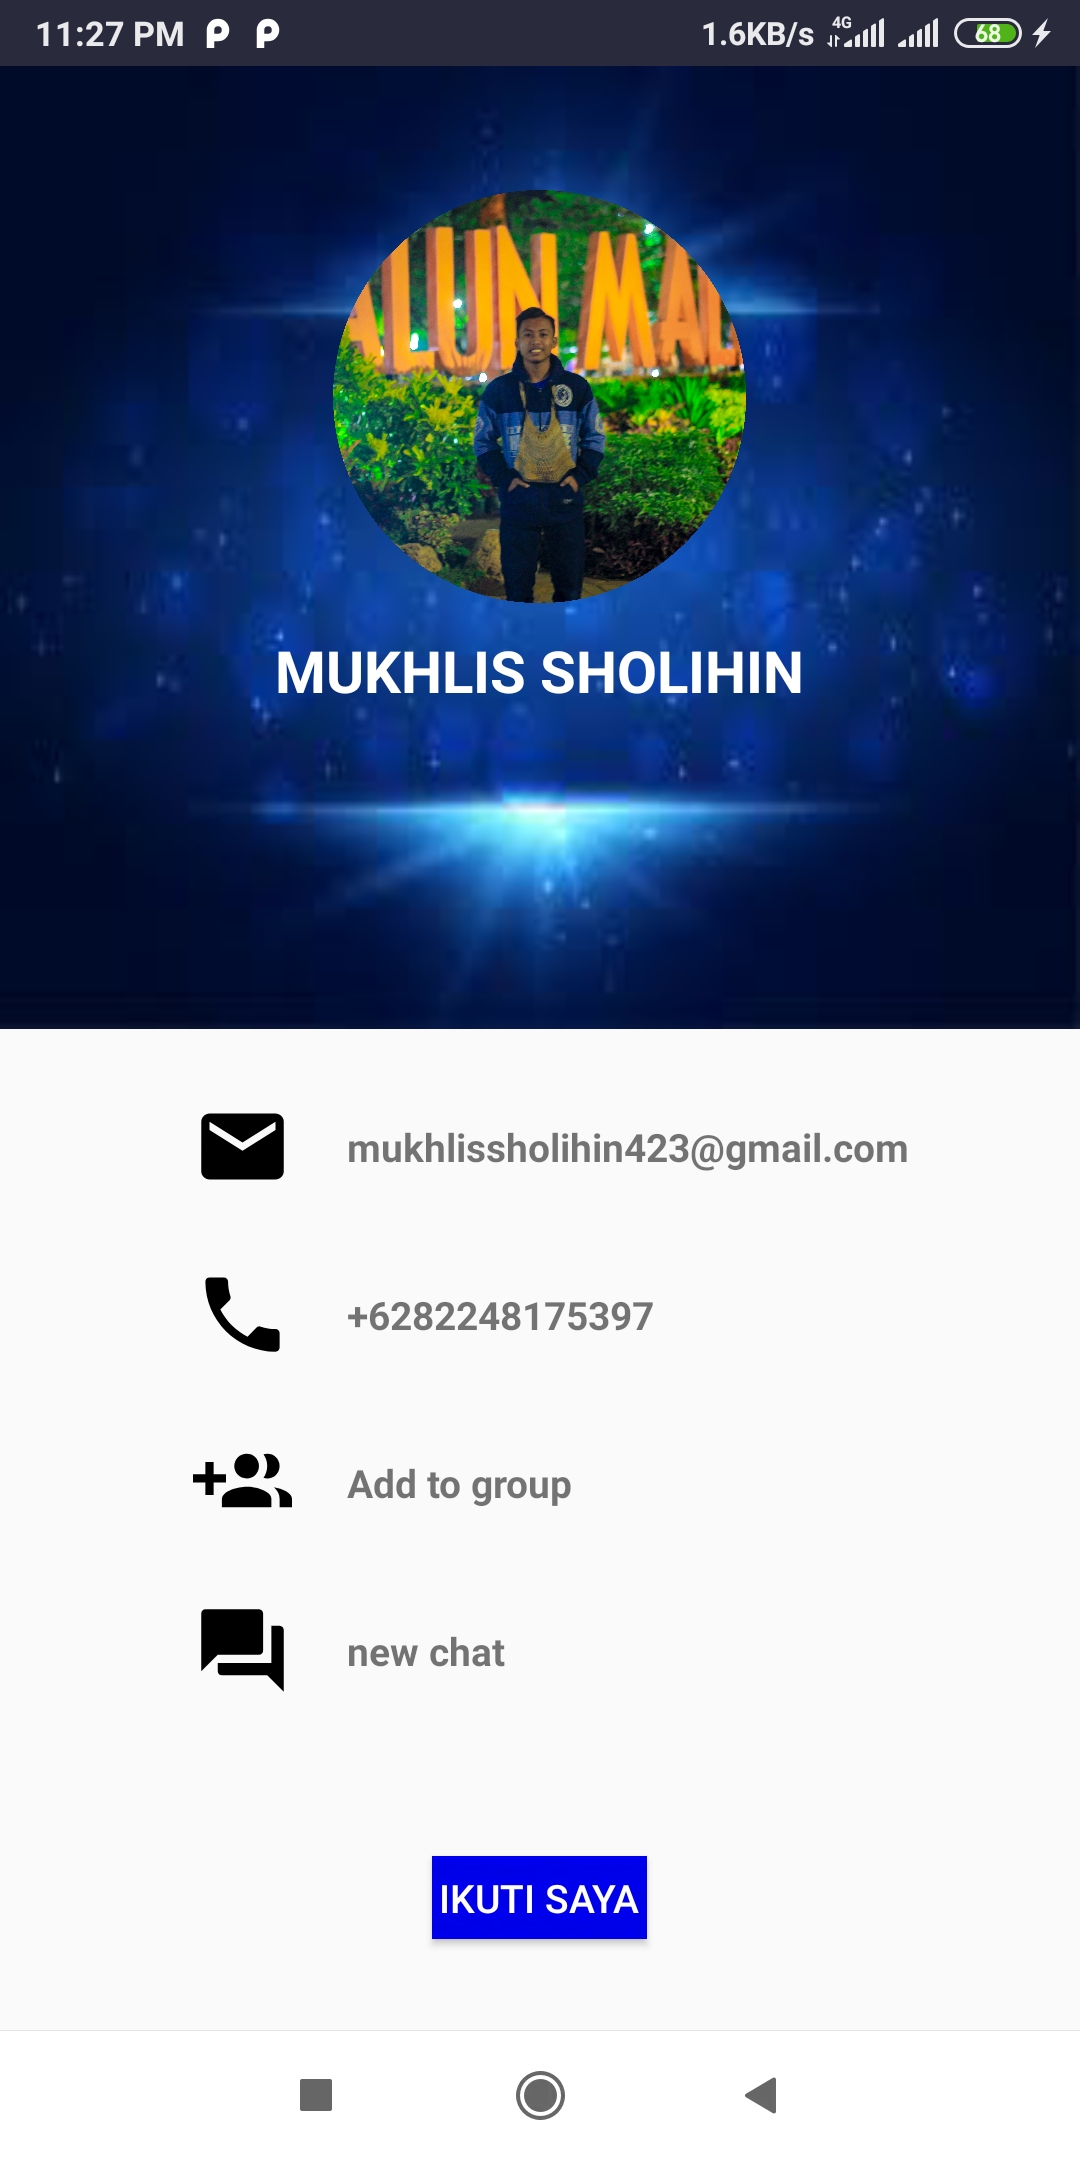 11:27 PM
1.6KB/s 4G 68
ALUN MAL
MUKHLIS SHOLIHIN
mukhlissholihin423@gmail.com
+6282248175397
Add to group
new chat
IKUTI SAYA